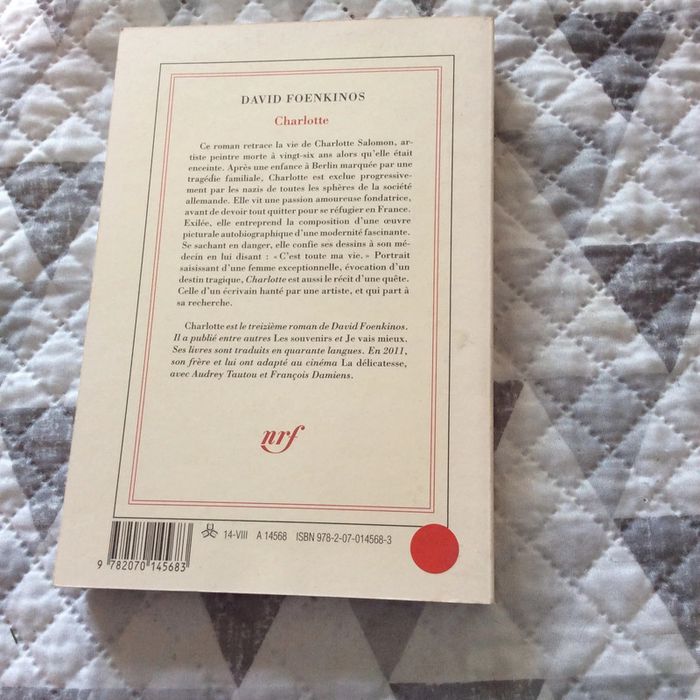 DAVID FOENKINOS
Charlotte
Ce roman retrace la vie de Charlotte Salomon, ar-
tiste peintre morte à vingt-six ans alors qu'elle était
enceinte. Après une enfance à Berlin marquée par une
tragédie familiale, Charlotte est exclue progressive-
ment par les nazis de toutes les sphères de la société
allemande. Elle vit une passion amoureuse fondatrice,
avant de devoir tout quitter pour se réfugier en France.
Exilée, elle entreprend la composition d'une œuvre
picturale autobiographique d'une modernité fascinante.
Se sachant en danger, elle confie ses dessins à son mé-
decin en lui disant : « C'est toute ma vie. » Portrait
saisissant d'une femme exceptionnelle, évocation d'un
destin tragique, Charlotte est aussi le récit d'une quête.
Celle d'un écrivain hanté par une artiste, et qui part à
sa recherche.
Charlotte est le treizième roman de David Foenkinos.
Il a publié entre autres Les souvenirs et Je vais mieux.
Ses livres sont traduits en quarante langues. En 2011,
son frère et lui ont adapté au cinéma La délicatesse,
avec Audrey Tautou et François Damiens.
nrf
14-VIII A 14568 ISBN 978-2-07-014568-3
9 782070 145683